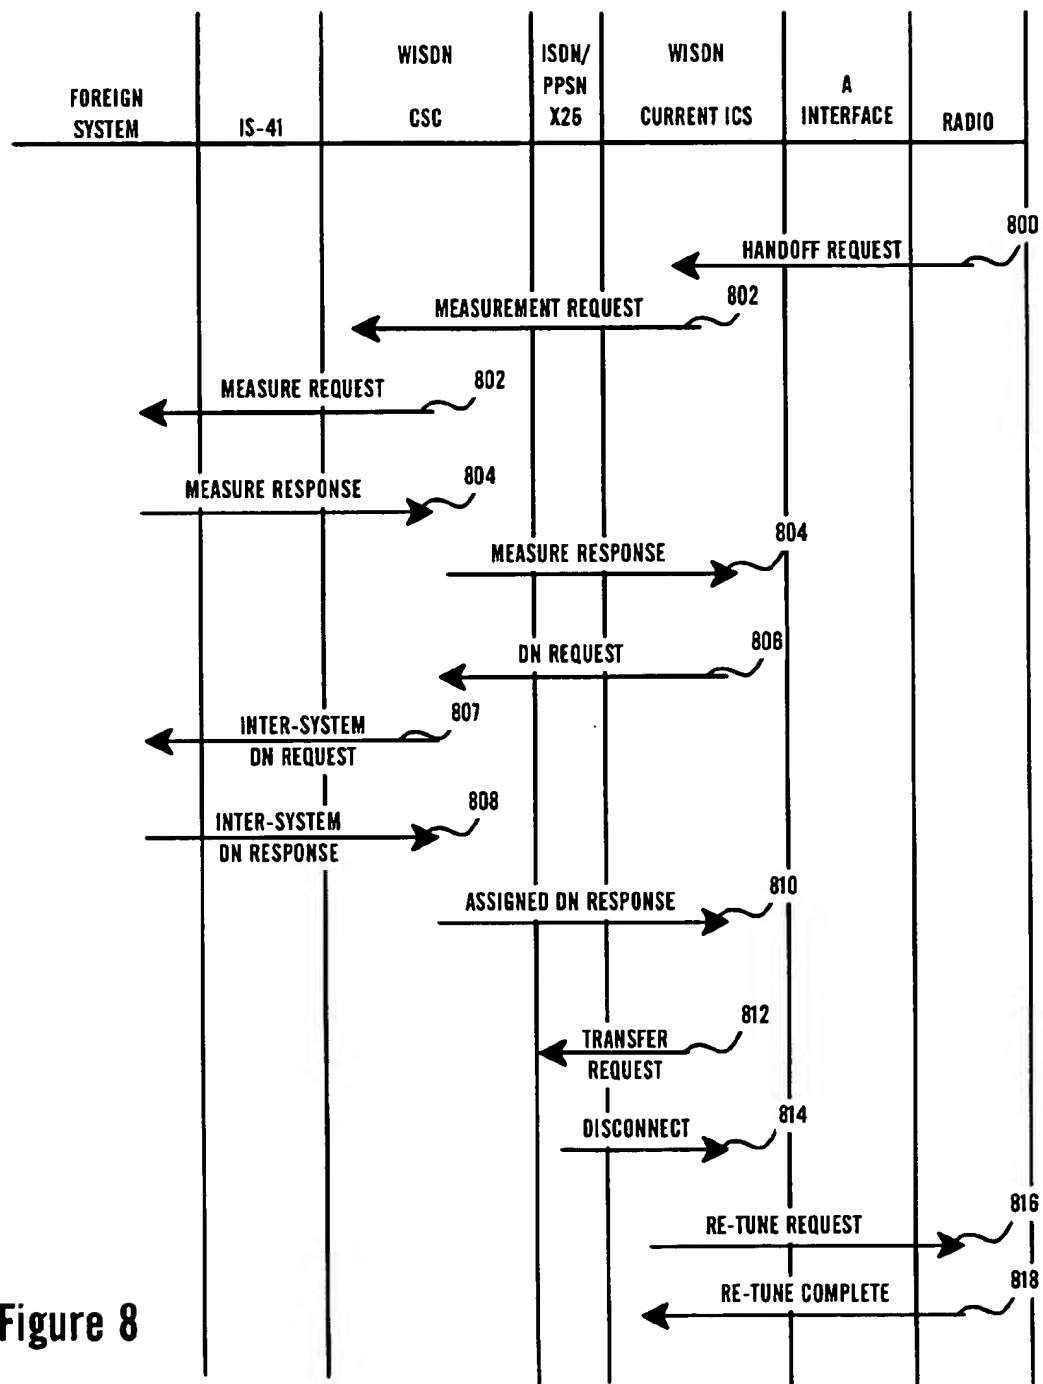 FOREIGN SYSTEM
IS-41
WISDN CSC
ISDN/ PPSN X25
WISDN CURRENT ICS
A INTERFACE
RADIO
800
HANDOFF REQUEST
802
MEASUREMENT REQUEST
802
MEASURE REQUEST
804
MEASURE RESPONSE
804
MEASURE RESPONSE
806
DN REQUEST
807
INTER-SYSTEM
DN REQUEST
808
INTER-SYSTEM
DN RESPONSE
810
ASSIGNED DN RESPONSE
812
TRANSFER
REQUEST
814
DISCONNECT
816
RE-TUNE REQUEST
818
RE-TUNE COMPLETE
Figure 8